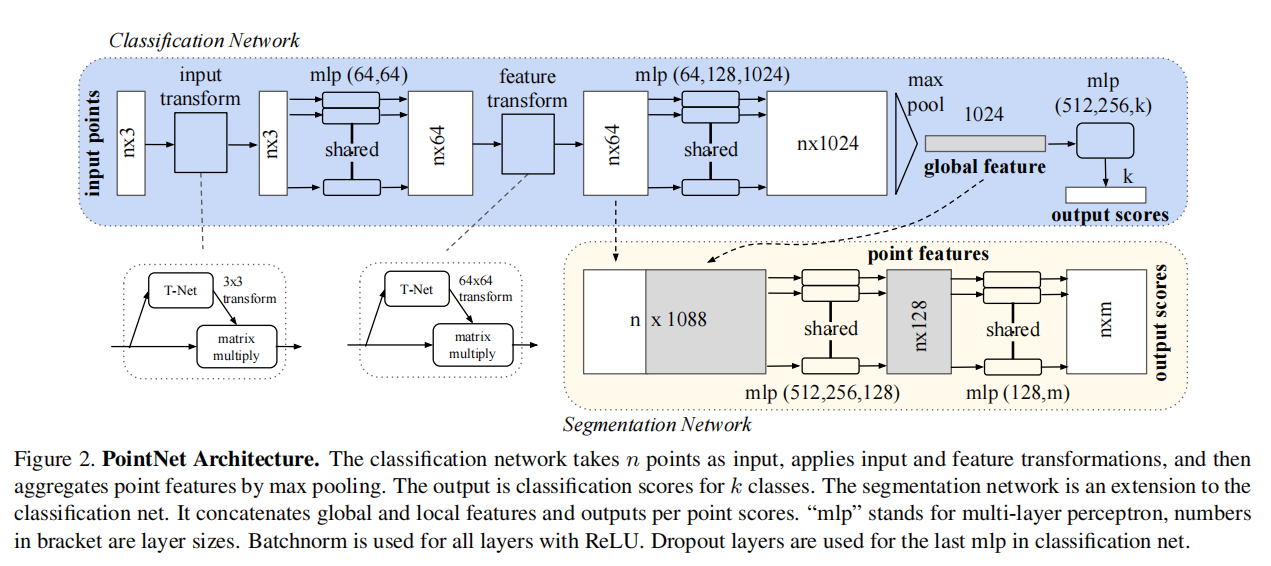 Classification Network
input points
nx3
input
transform
nx3
mlp (64,64)
shared
nx64
feature
transform
nx64
mlp (64,128,1024)
shared
nx1024
max
pool
1024
global feature
mlp
(512,256,k)
k
output scores
T-Net
3x3
transform
matrix
multiply
T-Net
64x64
transform
matrix
multiply
point features
n x 1088
shared
mlp (512,256,128)
nx128
shared
mlp (128,m)
nxm
output scores
Segmentation Network
Figure 2. PointNet Architecture. The classification network takes n points as input, applies input and feature transformations, and then
aggregates point features by max pooling. The output is classification scores for k classes. The segmentation network is an extension to the
classification net. It concatenates global and local features and outputs per point scores. “mlp” stands for multi-layer perceptron, numbers
in bracket are layer sizes. Batchnorm is used for all layers with ReLU. Dropout layers are used for the last mlp in classification net.